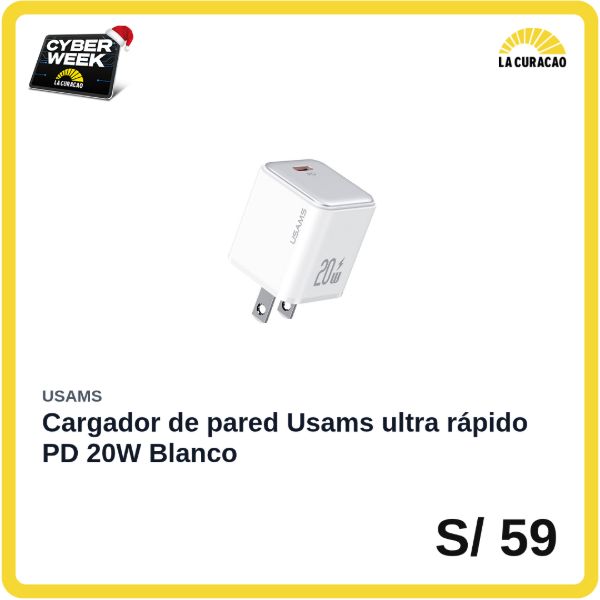 CYBER
WEEK
LA CURACAO
LA CURACAO
USAMS
20W
USAMS
Cargador de pared Usams ultra rápido
PD 20W Blanco
S/ 59